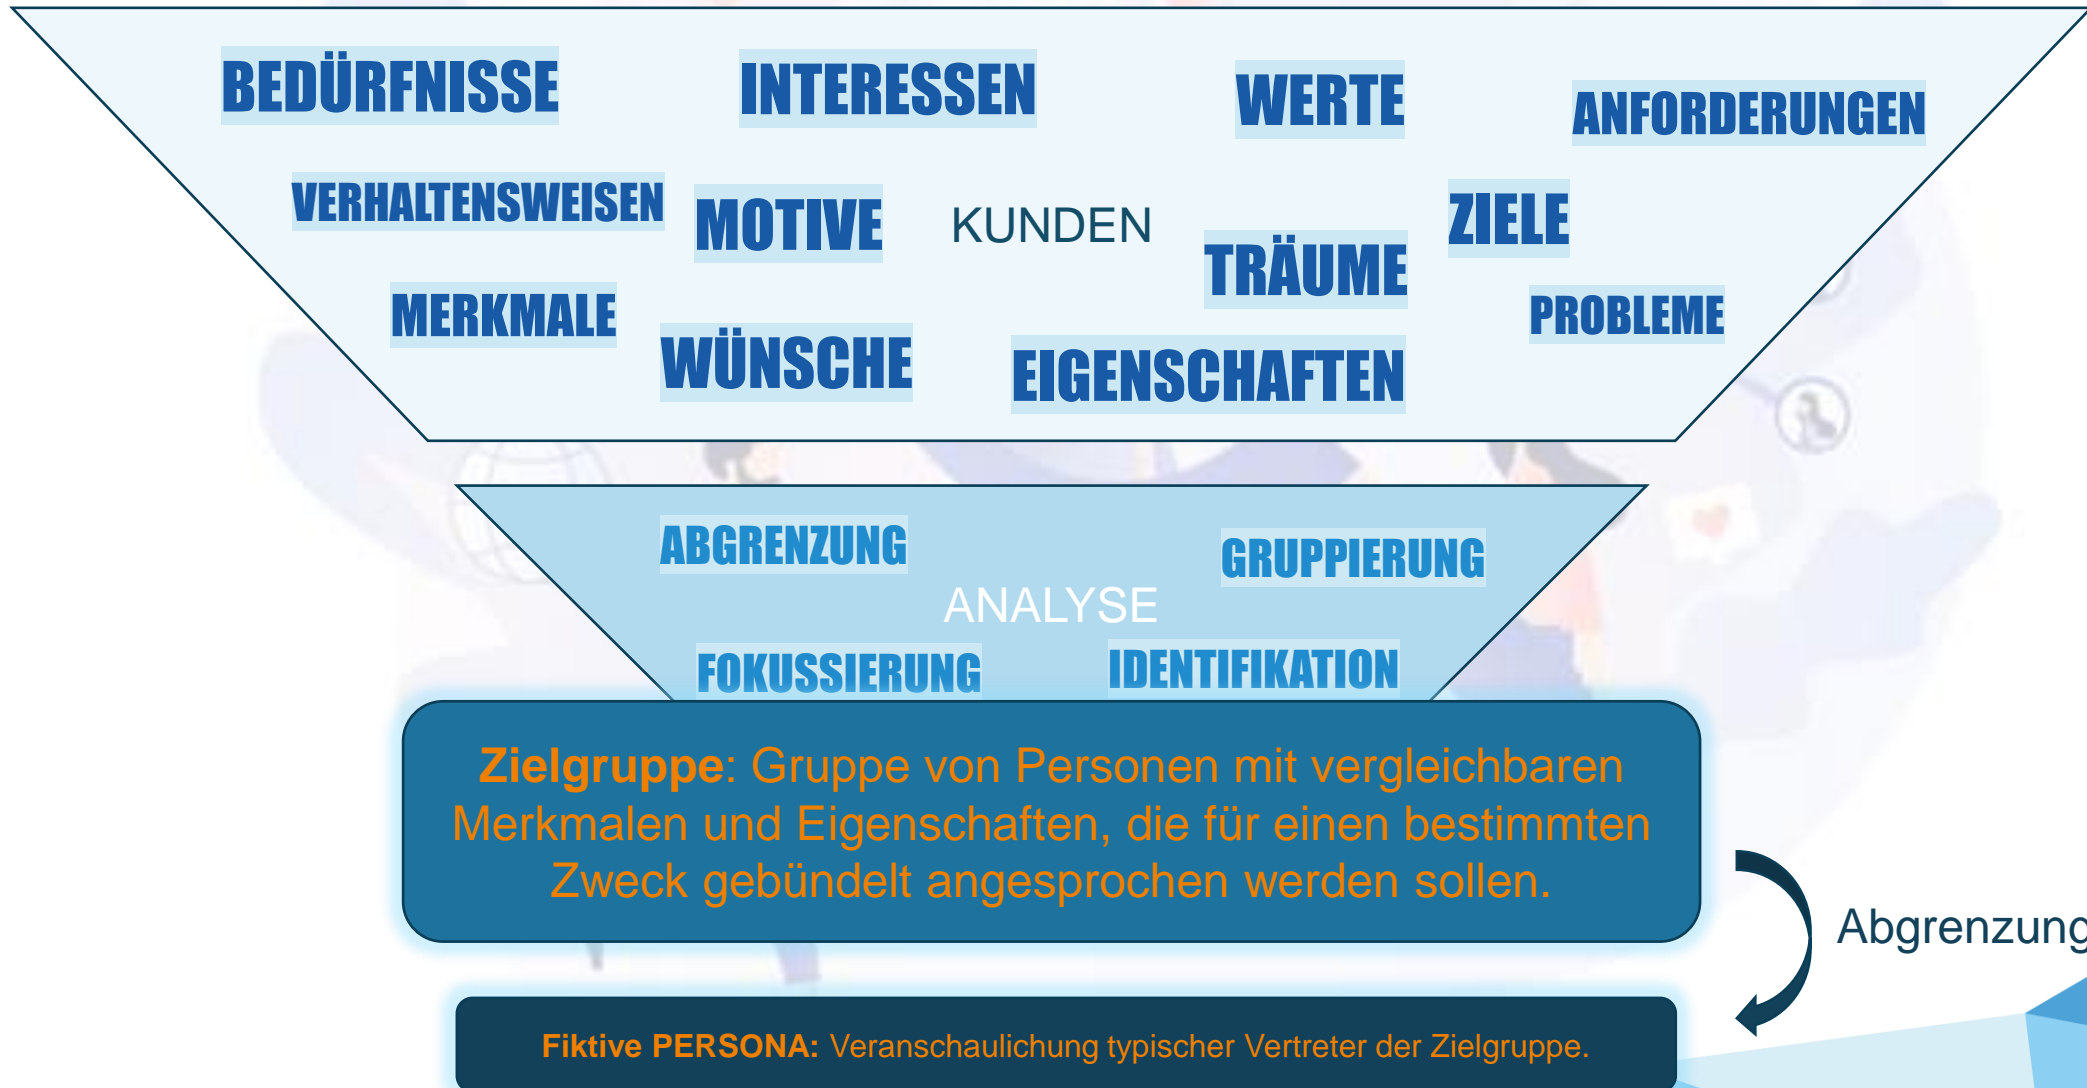 BEDÜRFNISSE
INTERESSEN
WERTE
ANFORDERUNGEN
VERHALTENSWEISEN
MOTIVE
KUNDEN
ZIELE
TRÄUME
MERKMALE
PROBLEME
WÜNSCHE
EIGENSCHAFTEN
ABGRENZUNG
GRUPPIERUNG
ANALYSE
FOKUSSIERUNG
IDENTIFIKATION
Zielgruppe: Gruppe von Personen mit vergleichbaren
Merkmalen und Eigenschaften, die für einen bestimmten
Zweck gebündelt angesprochen werden sollen.
Abgrenzung
Fiktive PERSONA: Veranschaulichung typischer Vertreter der Zielgruppe.